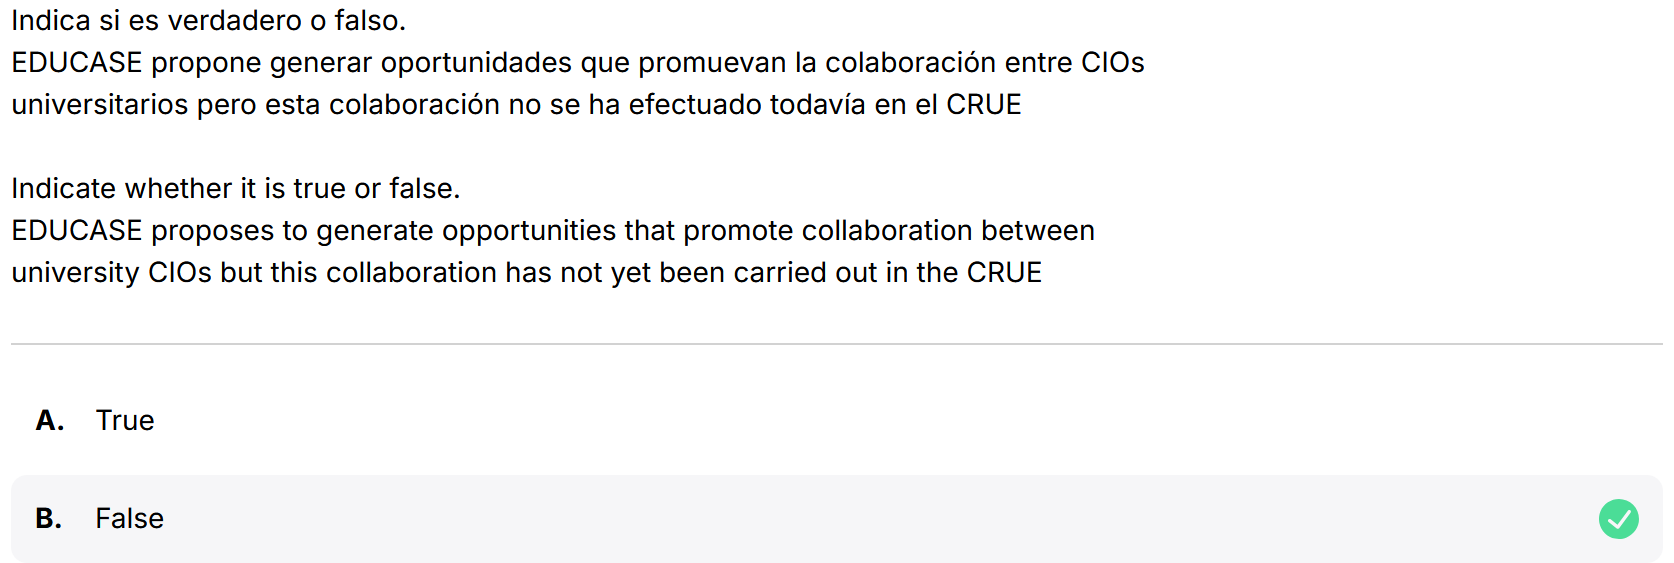 Indica si es verdadero o falso.
EDUCASE propone generar oportunidades que promuevan la colaboración entre CIOs
universitarios pero esta colaboración no se ha efectuado todavía en el CRUE
Indicate whether it is true or false.
EDUCASE proposes to generate opportunities that promote collaboration between
university CIOs but this collaboration has not yet been carried out in the CRUE
A. True
B. False